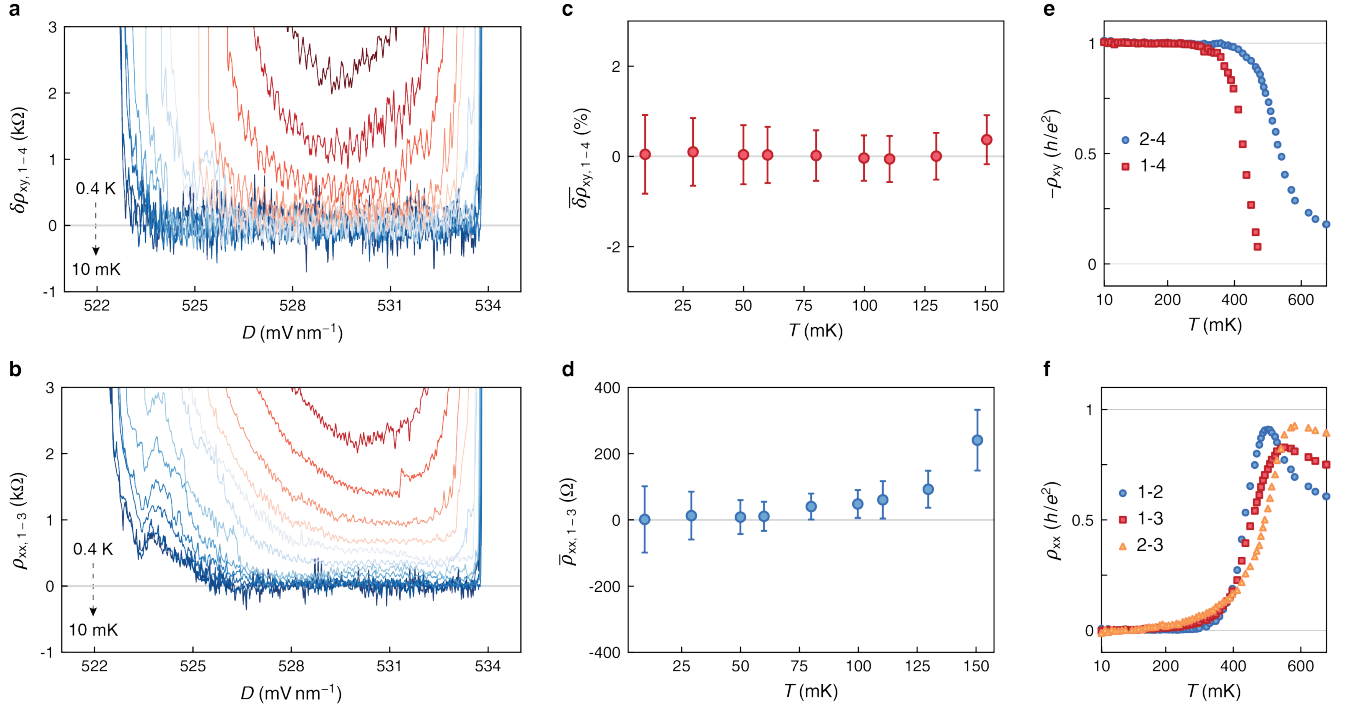 a
3
2
1
0
-1
δρxy, 1 – 4 (kΩ)
0.4 K
10 mK
522
525
528
531
534
D (mV nm⁻¹)
c
2
0
-2
δρxy, 1 – 4 (%)
25
50
75
100
125
150
T (mK)
e
1
0.5
0
−ρxy (h/e²)
2-4
1-4
10
200
400
600
T (mK)
b
3
2
1
0
-1
ρxx, 1 – 3 (kΩ)
0.4 K
10 mK
522
525
528
531
534
D (mV nm⁻¹)
d
400
200
0
-200
-400
ρxx, 1 – 3 (Ω)
25
50
75
100
125
150
T (mK)
f
1
0.5
0
ρxx (h/e²)
1-2
1-3
2-3
10
200
400
600
T (mK)